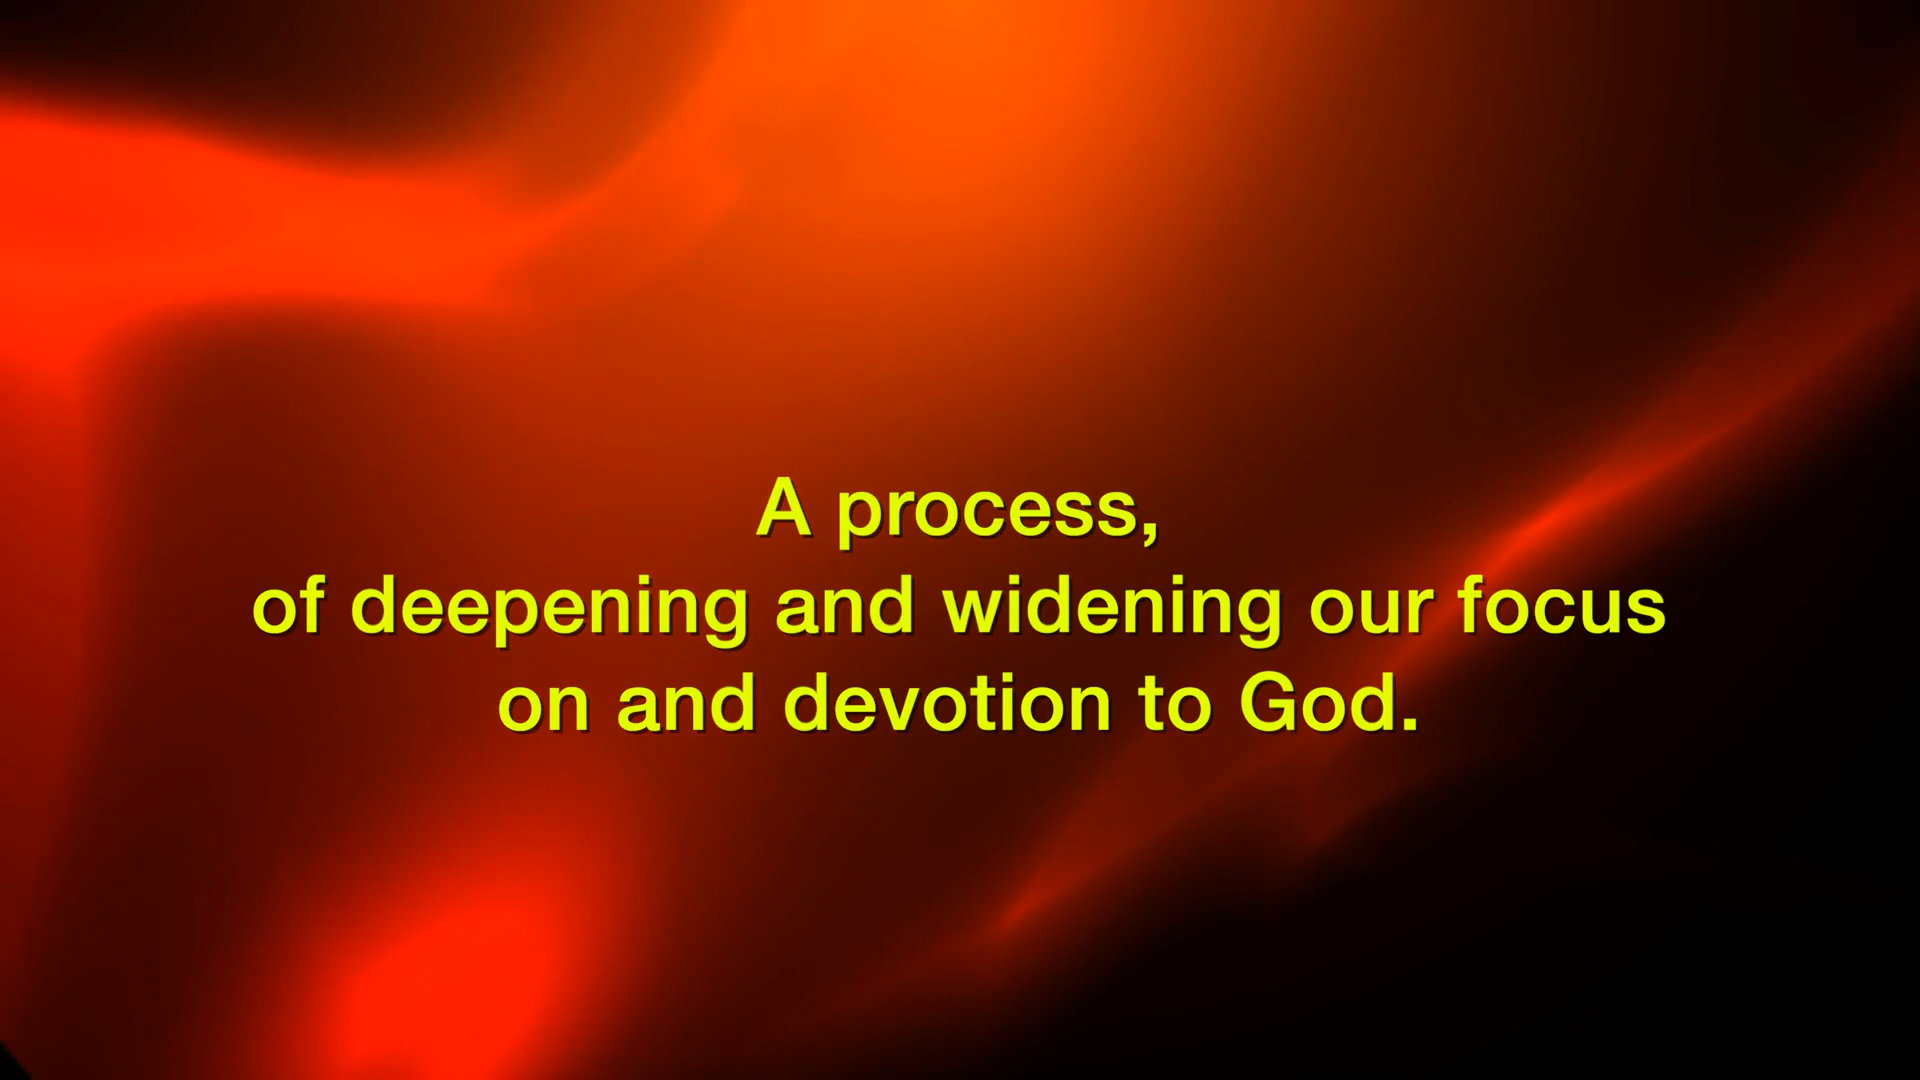 A process,
of deepening and widening our focus
on and devotion to God.